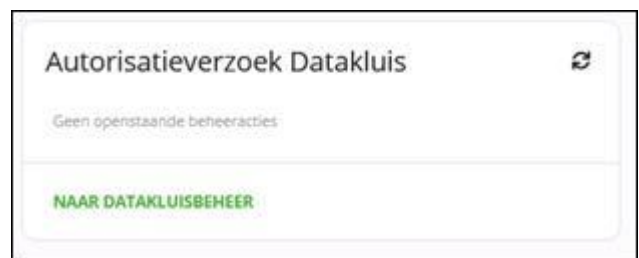 Autorisatieverzoek Datakluis
Geen openstaande beheeracties
NAAR DATAKLUISBEHEER